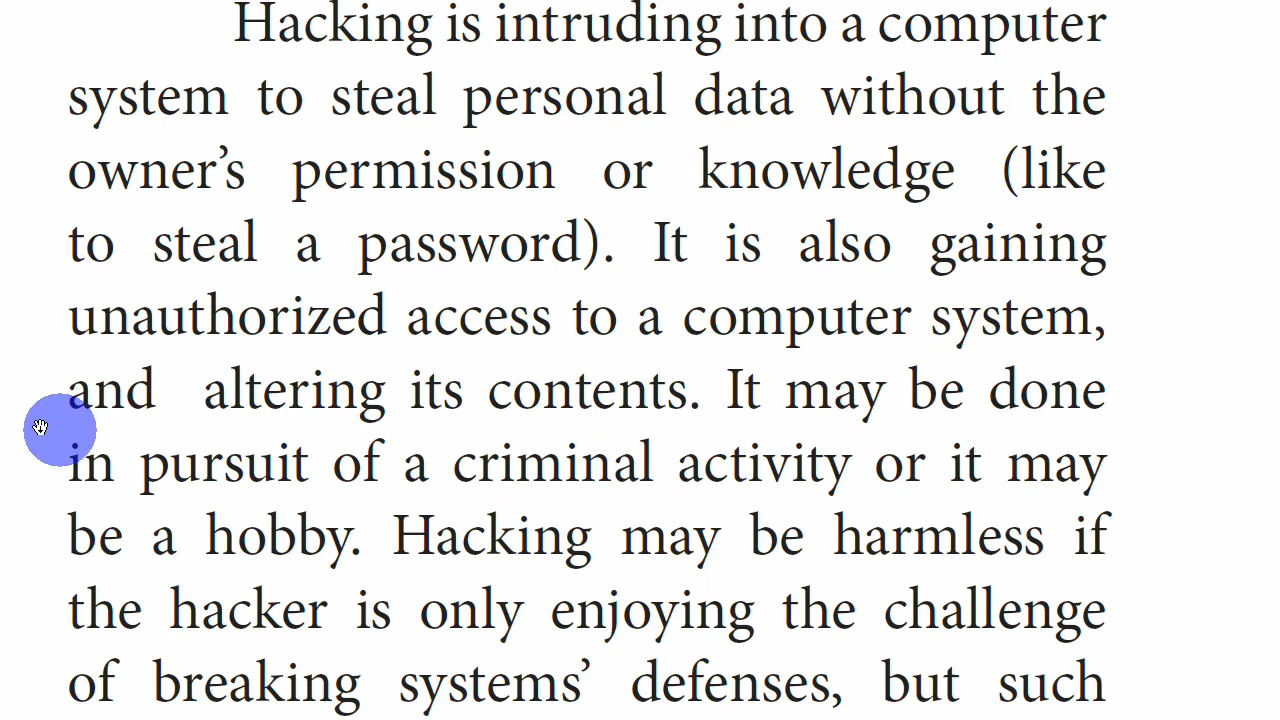 Hacking is intruding into a computer
system to steal personal data without the
owner’s permission or knowledge (like
to steal a password). It is also gaining
unauthorized access to a computer system,
and altering its contents. It may be done
in pursuit of a criminal activity or it may
be a hobby. Hacking may be harmless if
the hacker is only enjoying the challenge
of breaking systems’ defenses, but such